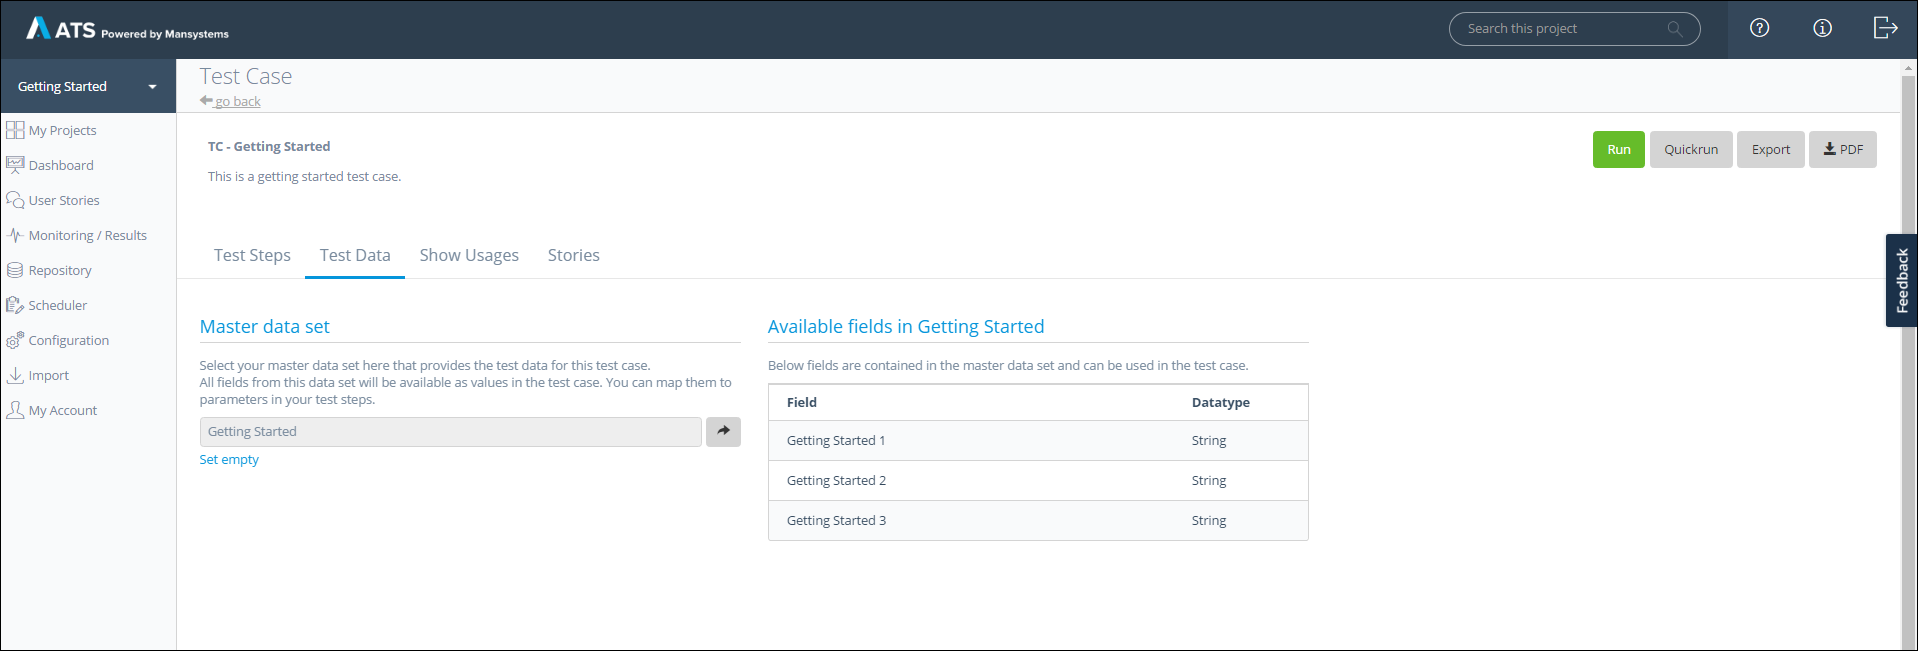 ATS Powered by Mansystems
Search this project
Getting Started
Test Case
go back
My Projects
Dashboard
User Stories
Monitoring / Results
Repository
Scheduler
Configuration
Import
My Account
TC - Getting Started
This is a getting started test case.
Run
Quickrun
Export
PDF
Test Steps
Test Data
Show Usages
Stories
Feedback
Master data set
Select your master data set here that provides the test data for this test case.
All fields from this data set will be available as values in the test case. You can map them to
parameters in your test steps.
Getting Started
Set empty
Available fields in Getting Started
Below fields are contained in the master data set and can be used in the test case.
Field Datatype
Getting Started 1 String
Getting Started 2 String
Getting Started 3 String